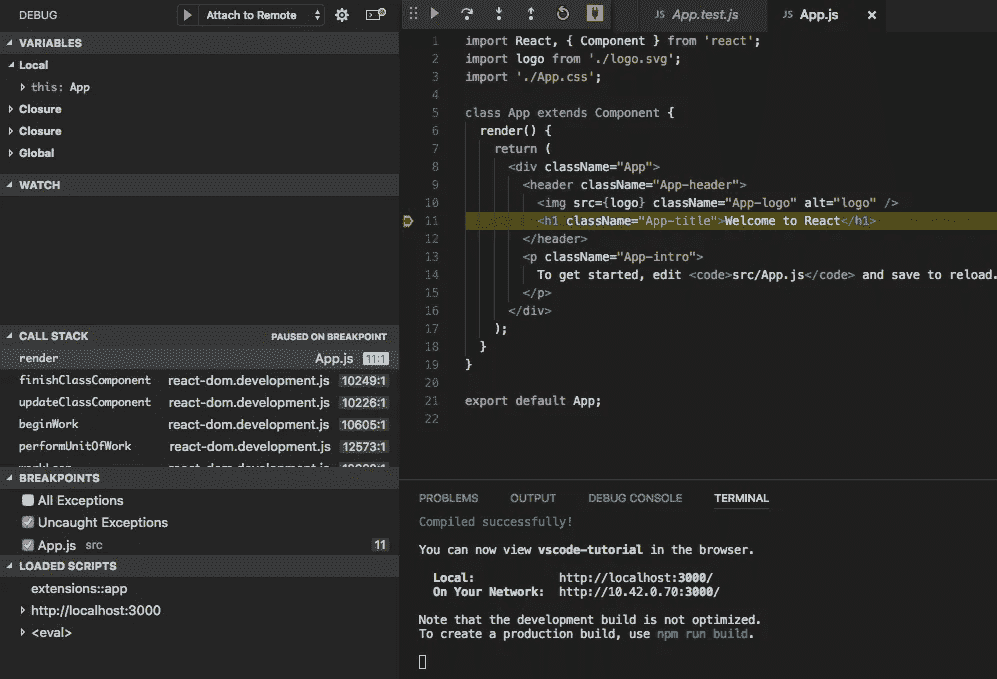 DEBUG
Attach to Remote
VARIABLES
Local
this: App
Closure
Closure
Global
WATCH
CALL STACK PAUSED ON BREAKPOINT
render App.js 11:1
finishClassComponent react-dom.development.js 10249:1
updateClassComponent react-dom.development.js 10226:1
beginWork react-dom.development.js 10605:1
performUnitOfWork react-dom.development.js 12573:1
BREAKPOINTS
All Exceptions
Uncaught Exceptions
App.js src 11
LOADED SCRIPTS
extensions::app
http://localhost:3000
<eval>
JS App.test.js JS App.js
1 import React, { Component } from 'react';
2 import logo from './logo.svg';
3 import './App.css';
4
5 class App extends Component {
6 render() {
7 return (
8 <div className="App">
9 <header className="App-header">
10 <img src={logo} className="App-logo" alt="logo" />
11 <h1 className="App-title">Welcome to React</h1>
12 </header>
13 <p className="App-intro">
14 To get started, edit <code>src/App.js</code> and save to reload.
15 </p>
16 </div>
17 );
18 }
19 }
20
21 export default App;
22
PROBLEMS OUTPUT DEBUG CONSOLE TERMINAL
Compiled successfully!
You can now view vscode-tutorial in the browser.
Local: http://localhost:3000/
On Your Network: http://10.42.0.70:3000/
Note that the development build is not optimized.
To create a production build, use npm run build.